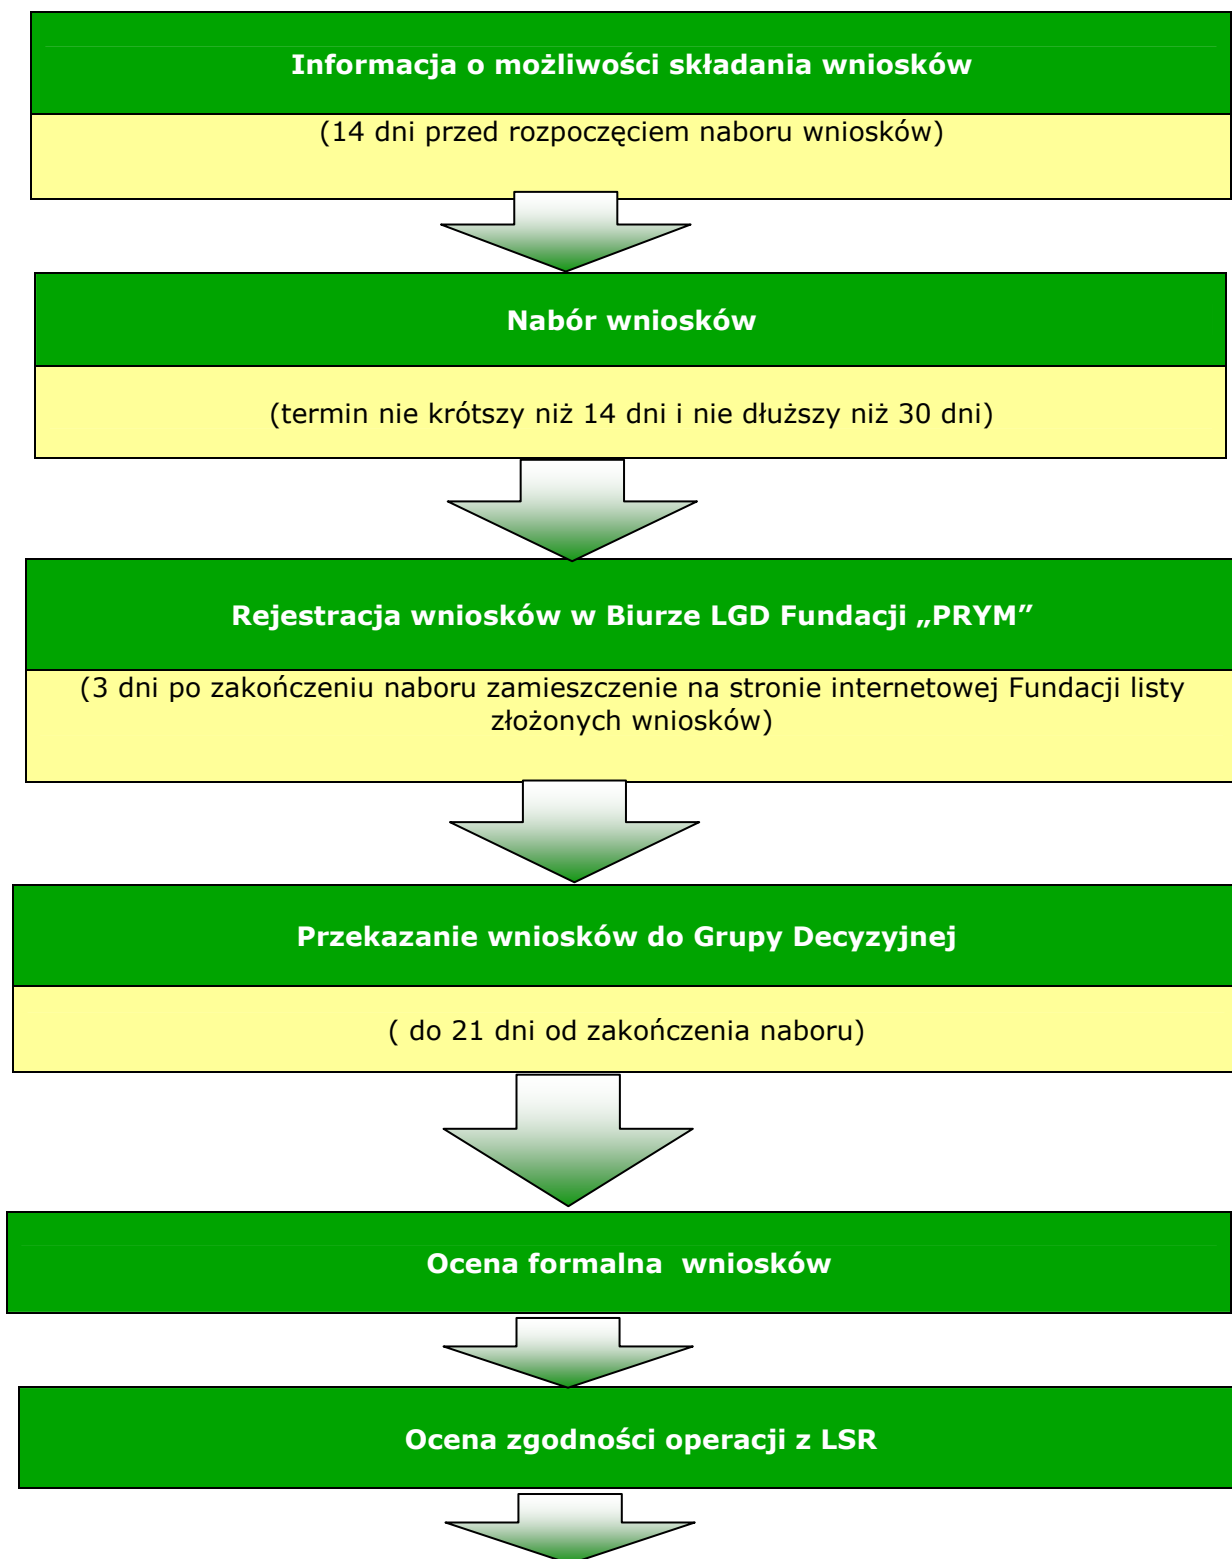 Informacja o możliwości składania wniosków
(14 dni przed rozpoczęciem naboru wniosków)
Nabór wniosków
(termin nie krótszy niż 14 dni i nie dłuższy niż 30 dni)
Rejestracja wniosków w Biurze LGD Fundacji „PRYM”
(3 dni po zakończeniu naboru zamieszczenie na stronie internetowej Fundacji listy
złożonych wniosków)
Przekazanie wniosków do Grupy Decyzyjnej
( do 21 dni od zakończenia naboru)
Ocena formalna  wniosków
Ocena zgodności operacji z LSR